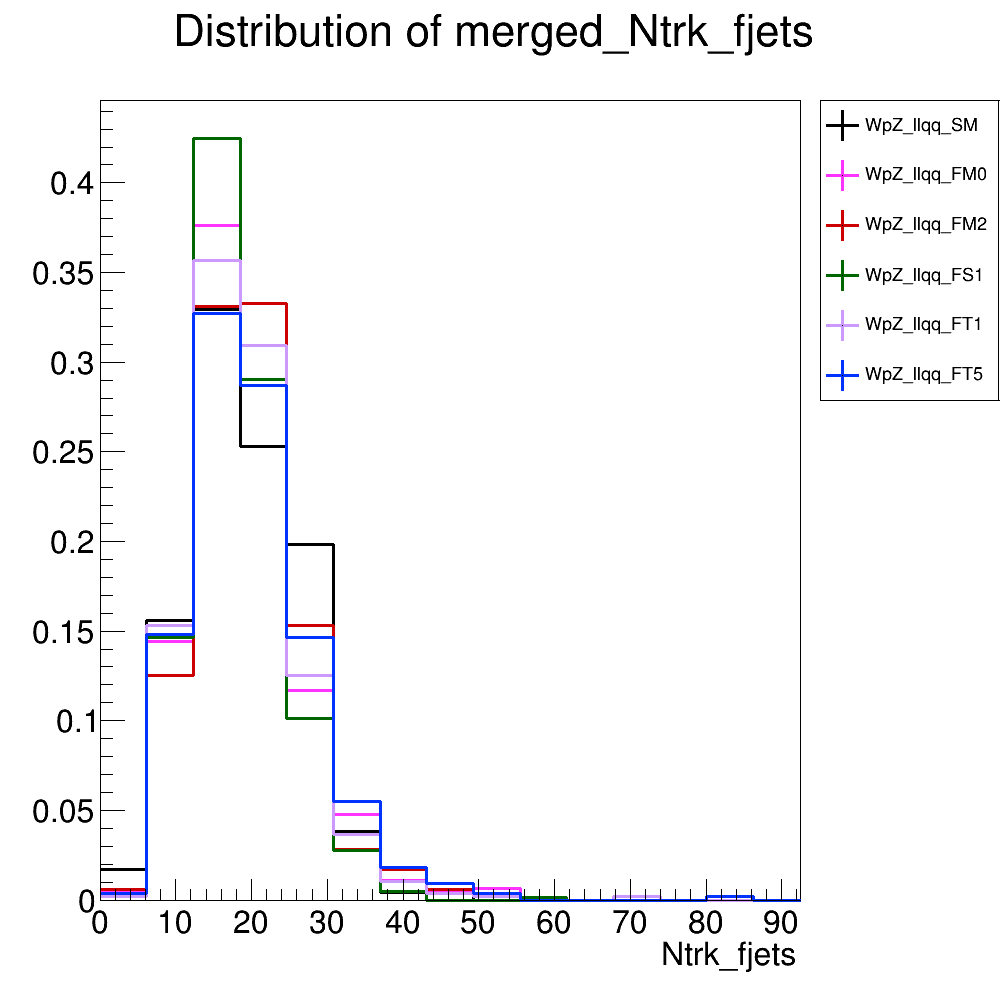 Distribution of merged_Ntrk_fjets
WpZ_llqq_SM
WpZ_llqq_FM0
WpZ_llqq_FM2
WpZ_llqq_FS1
WpZ_llqq_FT1
WpZ_llqq_FT5
0.4
0.35
0.3
0.25
0.2
0.15
0.1
0.05
0
0 10 20 30 40 50 60 70 80 90
Ntrk_fjets